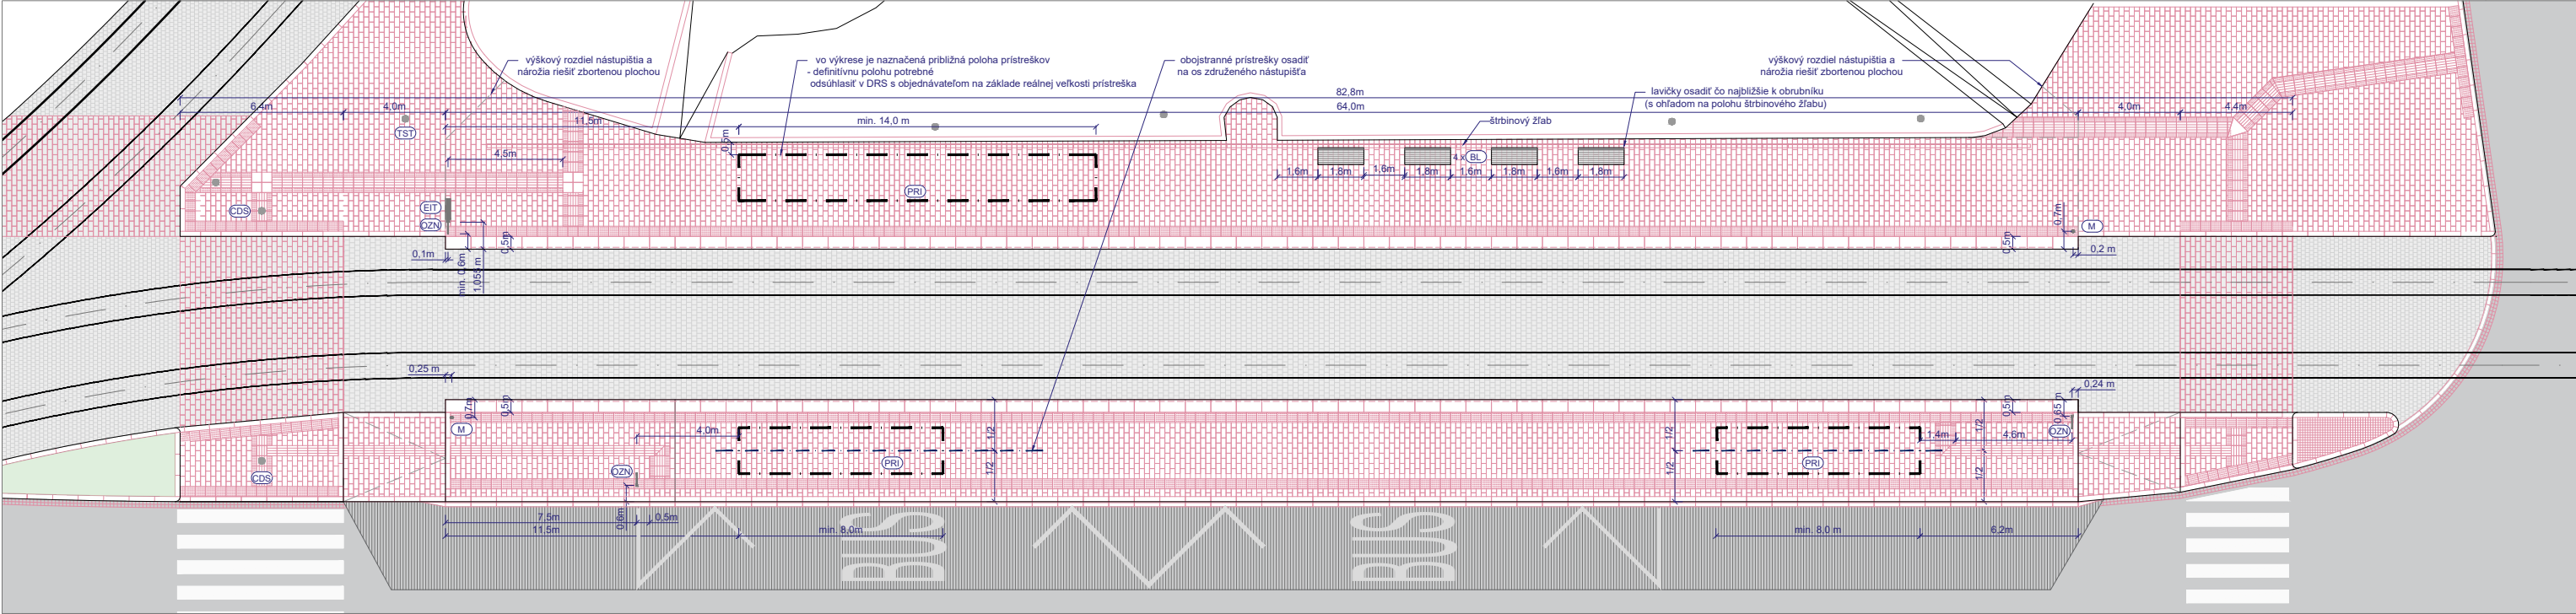 výškový rozdiel nástupištia a
nárožia riešiť zbortenou plochou
vo výkrese je naznačená približná poloha prístreškov
- definitívnu polohu potrebné
odsúhlasiť v DRS s objednávateľom na základe reálnej veľkosti prístreška
obojstranné prístrešky osadiť
na os združeného nástupišťa
výškový rozdiel nástupištia a
nárožia riešiť zbortenou plochou
lavičky osadiť čo najbližšie k obrubníku
(s ohľadom na polohu štrbinového žľabu)
82,8m
6,4m
4,0m
64,0m
4,0m
4,4m
TST
11,5m
min. 14,0 m
štrbinový žľab
0,5m
4,5m
4 x BL
1,6m
1,8m
1,6m
1,8m
1,6m
1,8m
1,6m
1,8m
PRI
CDS
EIT
OZN
0,7m
M
0,5m
0,5m
0,1m
min. 0,6m
1,055 m
0,2 m
0,25 m
0,24 m
0,7m
0,5m
0,5m
0,65 m
M
4,0m
1/2
1/2
1/2
1,4m
4,6m
OZN
CDS
OZN
PRI
1/2
1/2
PRI
1/2
0,6m
7,5m
0,5m
11,5m
min. 8,0m
min. 8,0 m
6,2m
BUS
BUS